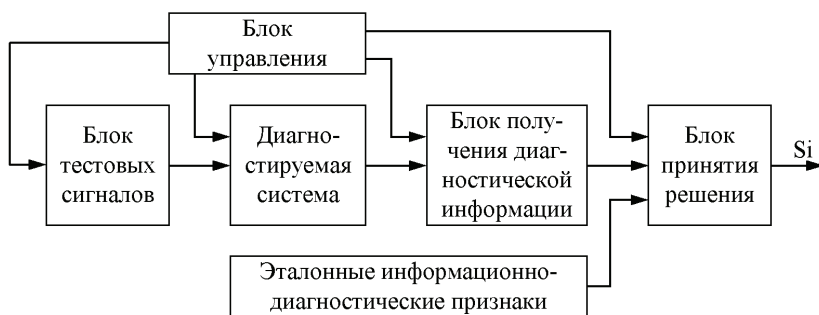 Блок
управления
Блок
тестовых
сигналов
Диагно-
стируемая
система
Блок полу-
чения диаг-
ностической
информации
Блок
принятия
решения
Si
Эталонные информационно-
диагностические признаки